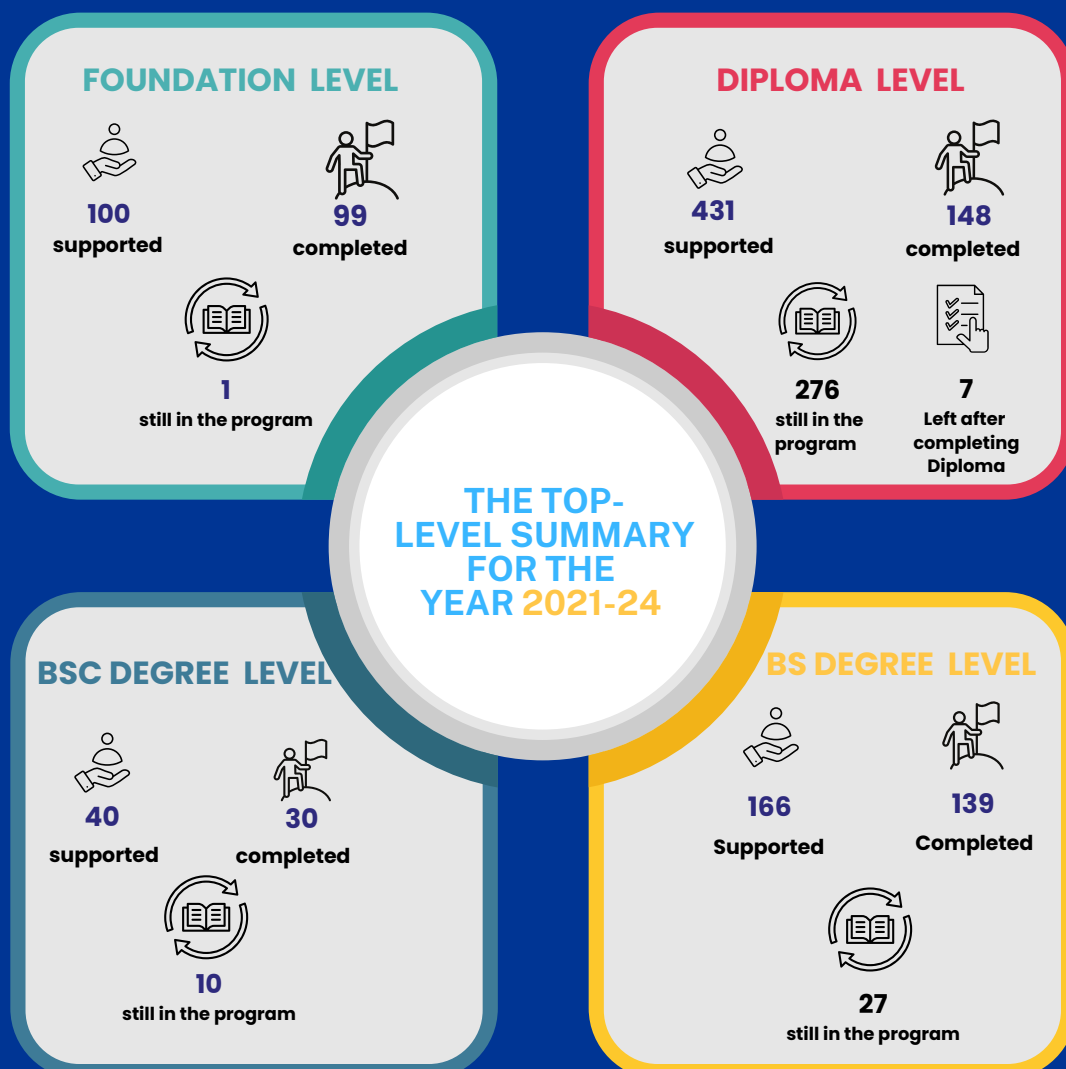 FOUNDATION LEVEL
100
supported
99
completed
1
still in the program
DIPLOMA LEVEL
431
supported
148
completed
276
still in the
program
7
Left after
completing
Diploma
THE TOP-
LEVEL SUMMARY
FOR THE
YEAR 2021-24
BSC DEGREE LEVEL
40
supported
30
completed
10
still in the program
BS DEGREE LEVEL
166
Supported
139
Completed
27
still in the program